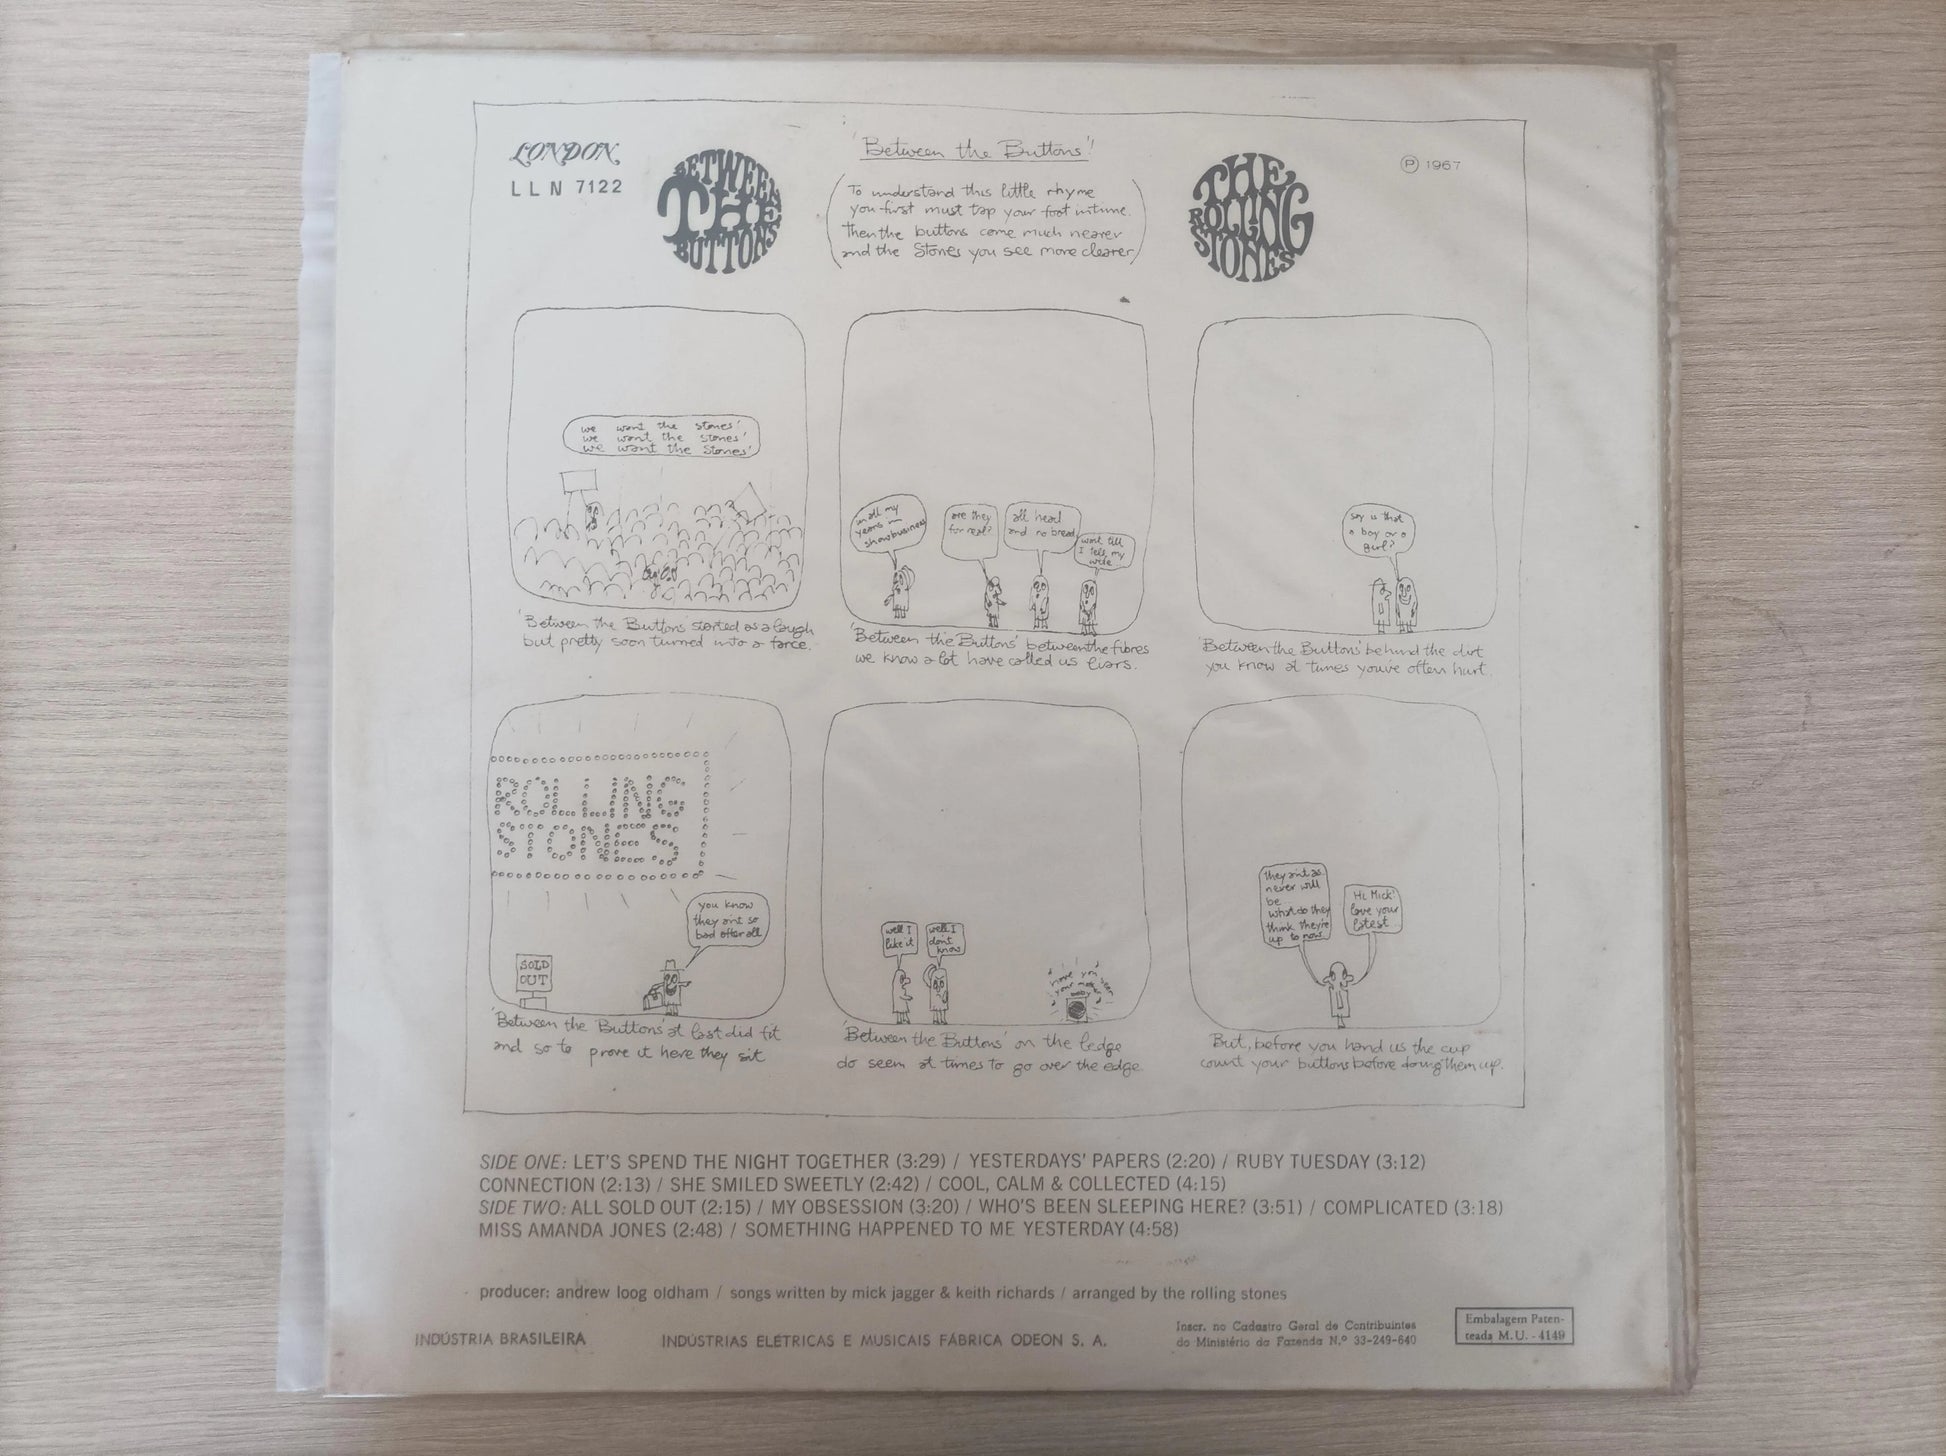 LONDON
LLN 7122
BETWEEN
THE
BUTTONS
'Between the Buttons'!
(To understand this little rhyme
you first must tap your foot in time.
Then the buttons come much nearer
and the Stones you see more clearer)
THE
ROLLING
STONES
Ⓟ 1967
we want the stones!
we want the stones!
we want the stones!
'Between the Buttons' started as a laugh
but pretty soon turned into a farce.
in all my
years in
showbusiness
are they
for real?
all head
and no bread
wait till
I tell my
wife
'Between the Buttons' between the fibres
we know a lot have called us liars.
say is that
a boy or a
girl?
'Between the Buttons' behind the dirt
you know at times you've often hurt.
ROLLING
STONES
SOLD
OUT
you know
they aint so
bad after all
'Between the Buttons' at last did fit
and so to prove it here they sit
well I
like it
well I
dont
know
have you seen
your mother
baby
'Between the Buttons' on the ledge
do seem at times to go over the edge.
they aint as
never will
be..
what do they
think they're
up to now
Hi Mick!
love your
latest
But, before you hand us the cup
count your buttons before doing them up.
SIDE ONE: LET'S SPEND THE NIGHT TOGETHER (3:29) / YESTERDAYS' PAPERS (2:20) / RUBY TUESDAY (3:12)
CONNECTION (2:13) / SHE SMILED SWEETLY (2:42) / COOL, CALM & COLLECTED (4:15)
SIDE TWO: ALL SOLD OUT (2:15) / MY OBSESSION (3:20) / WHO'S BEEN SLEEPING HERE? (3:51) / COMPLICATED (3:18)
MISS AMANDA JONES (2:48) / SOMETHING HAPPENED TO ME YESTERDAY (4:58)
producer: andrew loog oldham / songs written by mick jagger & keith richards / arranged by the rolling stones
INDÚSTRIA BRASILEIRA
INDÚSTRIAS ELÉTRICAS E MUSICAIS FÁBRICA ODEON S. A.
Inscr. no Cadastro Geral de Contribuintes
do Ministério da Fazenda N.º 33-249-640
Embalagem Paten-
teada M. U. - 4149